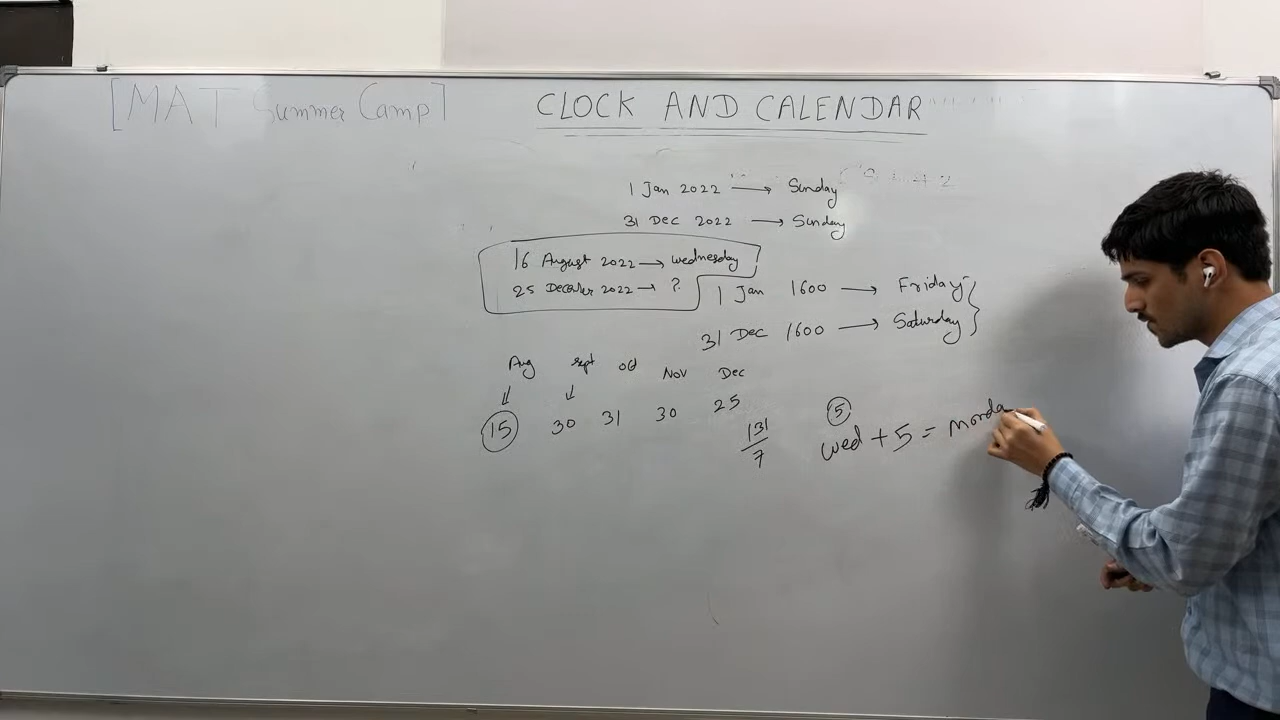 [MAT Summer Camp]
CLOCK AND CALENDAR
1 Jan 2022 → Sunday
31 Dec 2022 → Sunday
16 August 2022 → wednesday
25 December 2022 → ?
1 Jan 1600 → Friday
31 Dec 1600 → Saturday
Aug sept oct Nov Dec
15 30 31 30 25
131/7
5
wed + 5 = monda